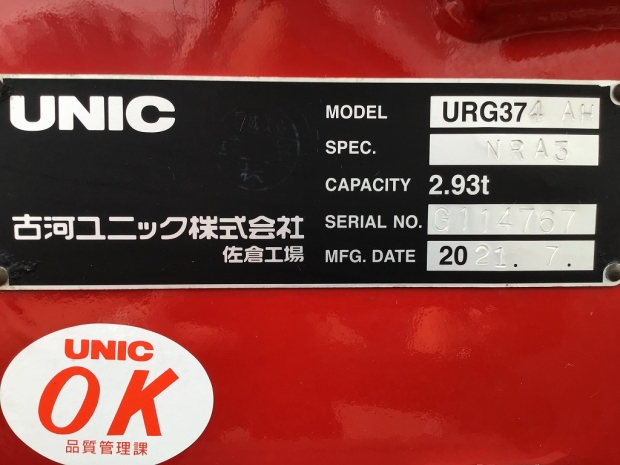 UNIC
MODEL URG374 AH
SPEC. NRA3
CAPACITY 2.93t
SERIAL NO. G114767
MFG. DATE 2021. 7.
古河ユニック株式会社
佐倉工場
UNIC
OK
品質管理課